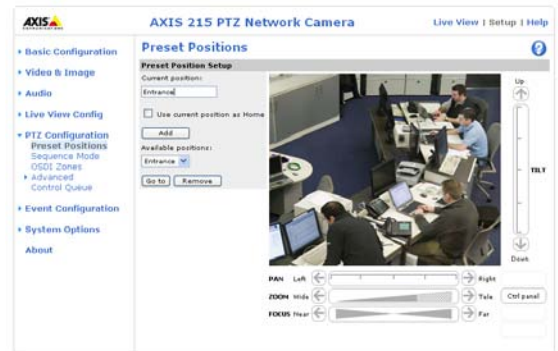 AXIS
AXIS 215 PTZ Network Camera
Live View | Setup | Help
Basic Configuration
Video & Image
Audio
Live View Config
PTZ Configuration
Preset Positions
Sequence Mode
OSDI Zones
Advanced
Control Queue
Event Configuration
System Options
About
Preset Positions
?
Preset Position Setup
Current position:
Entrance
Use current position as Home
Add
Available positions:
Entrance
Go to
Remove
Up
TILT
Down
PAN Left
Right
ZOOM Wide
Tele
Ctrl panel
FOCUS Near
Far